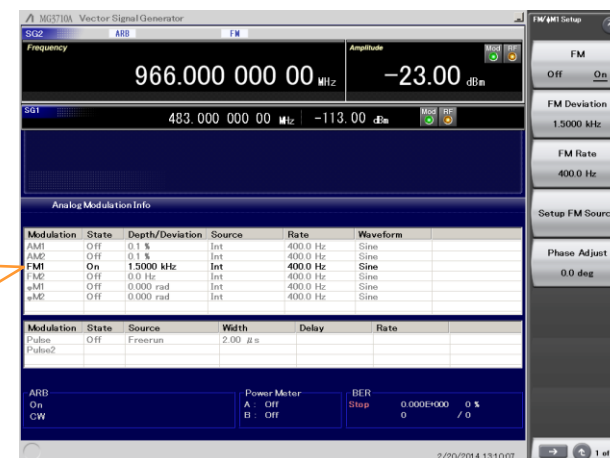 MG3710A Vector Signal Generator
SG2 ARB FM
Frequency Amplitude Mod RF
966.000 000 00 MHz -23.00 dBm
SG1 483. 000 000 00 MHz -113. 00 dBm Mod RF
Analog Modulation Info
Modulation State Depth/Deviation Source Rate Waveform
AM1 Off 0.1 % Int 400.0 Hz Sine
AM2 Off 0.1 % Int 400.0 Hz Sine
FM1 On 1.5000 kHz Int 400.0 Hz Sine
FM2 Off 0.0 Hz Int 400.0 Hz Sine
φM1 Off 0.000 rad Int 400.0 Hz Sine
φM2 Off 0.000 rad Int 400.0 Hz Sine
Modulation State Source Width Delay Rate
Pulse Off Freerun 2.00 μs
Pulse2
ARB Power Meter BER
On A : Off Stop 0.000E+000 0 %
CW B : Off 0 / 0
2/20/2014 13:10:07
FM/φM1 Setup
FM
Off On
FM Deviation
1.5000 kHz
FM Rate
400.0 Hz
Setup FM Sourc
Phase Adjust
0.0 deg
1 of